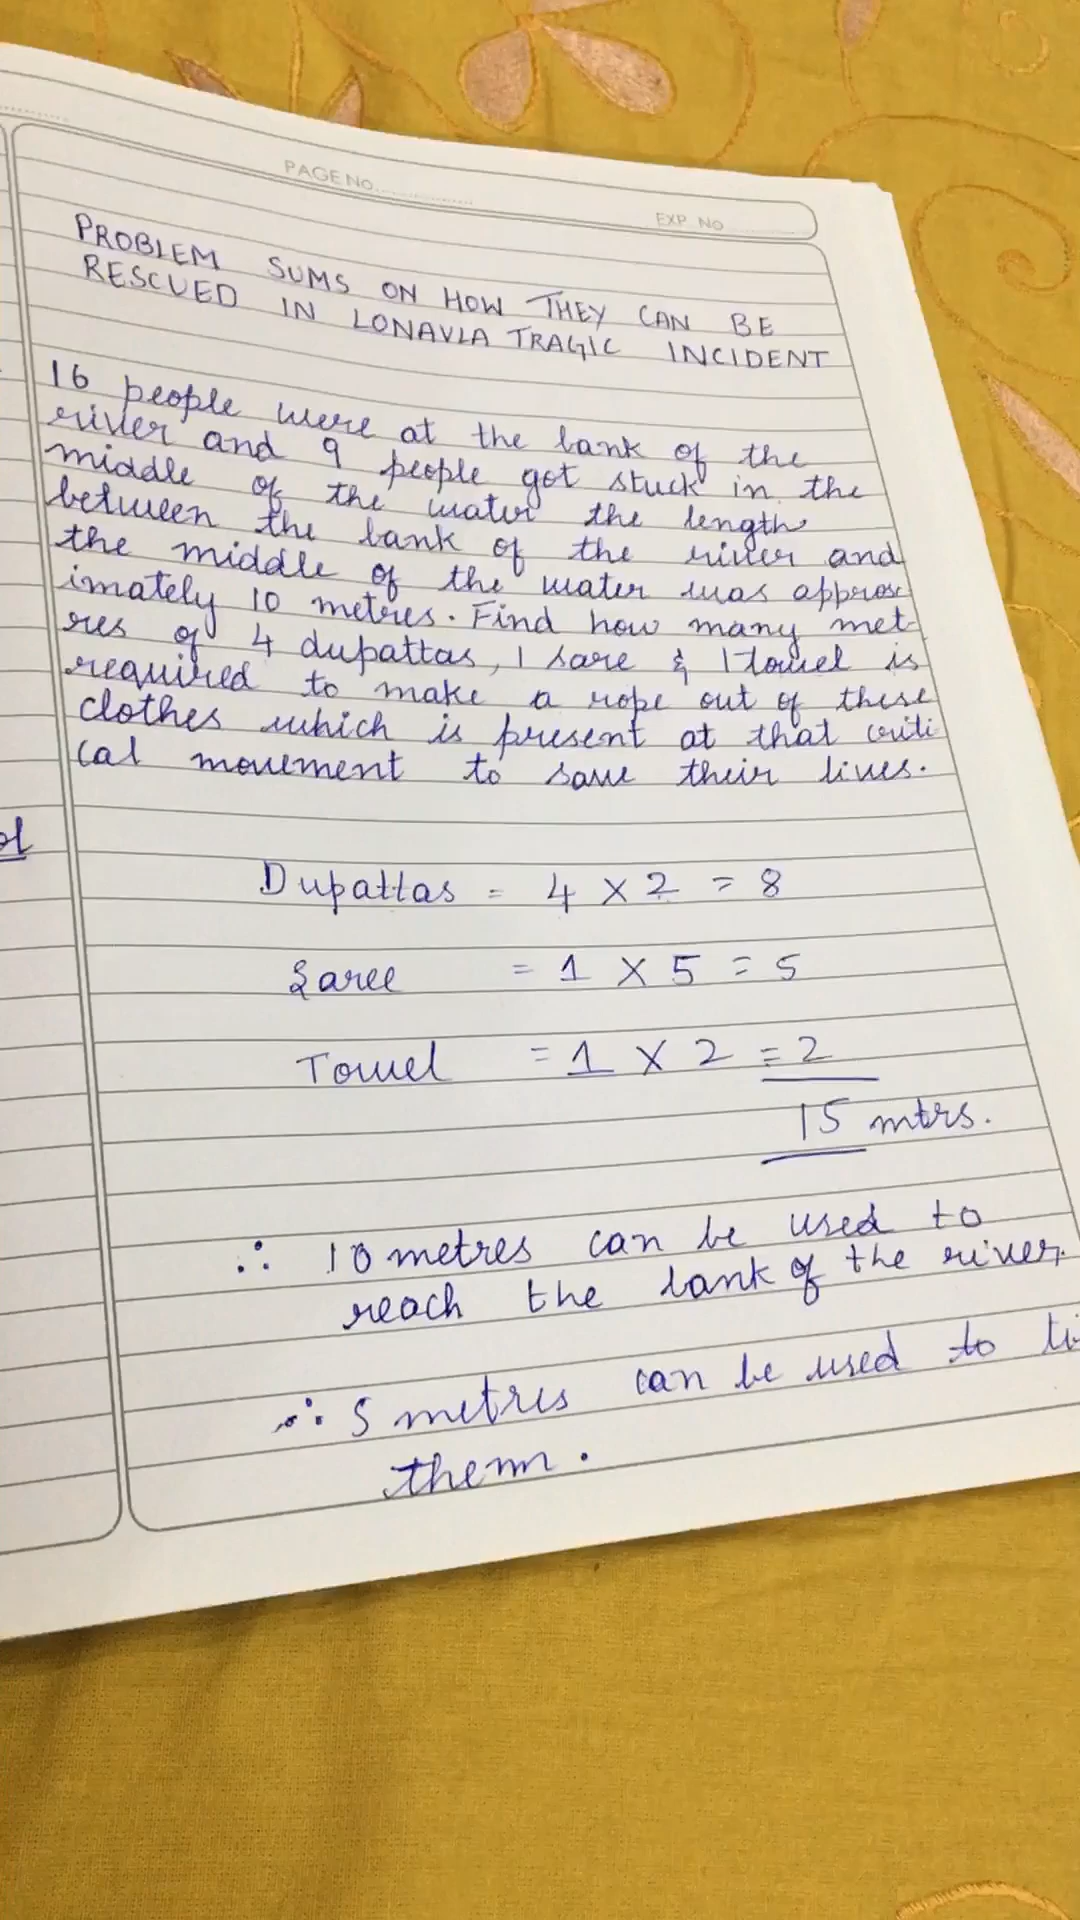 PAGE No.
EXP. No
PROBLEM SUMS ON HOW THEY CAN BE
RESCUED IN LONAVLA TRAGIC INCIDENT
16 people were at the bank of the
river and 9 people got stuck in the
middle of the water the length
between the bank of the river and
the middle of the water was approx
imately 10 metres. Find how many met
res of 4 dupattas, 1 sare & 1 towel is
required to make a rope out of these
clothes which is present at that criti
cal movement to save their lives.
Dupattas = 4 X 2 = 8
Saree = 1 X 5 = 5
Towel = 1 X 2 = 2
15 mtrs.
∴ 10 metres can be used to
reach the bank of the river.
∴ 5 metres can be used to
them.